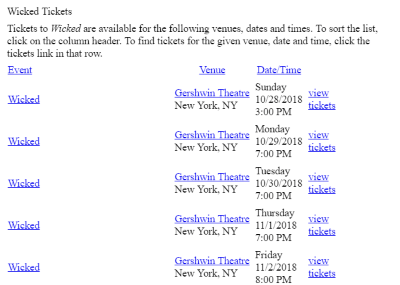 Wicked Tickets
Tickets to Wicked are available for the following venues, dates and times. To sort the list,
click on the column header. To find tickets for the given venue, date and time, click the
tickets link in that row.
Event Venue Date/Time
Wicked Gershwin Theatre New York, NY Sunday 10/28/2018 3:00 PM view tickets
Wicked Gershwin Theatre New York, NY Monday 10/29/2018 7:00 PM view tickets
Wicked Gershwin Theatre New York, NY Tuesday 10/30/2018 7:00 PM view tickets
Wicked Gershwin Theatre New York, NY Thursday 11/1/2018 7:00 PM view tickets
Wicked Gershwin Theatre New York, NY Friday 11/2/2018 8:00 PM view tickets